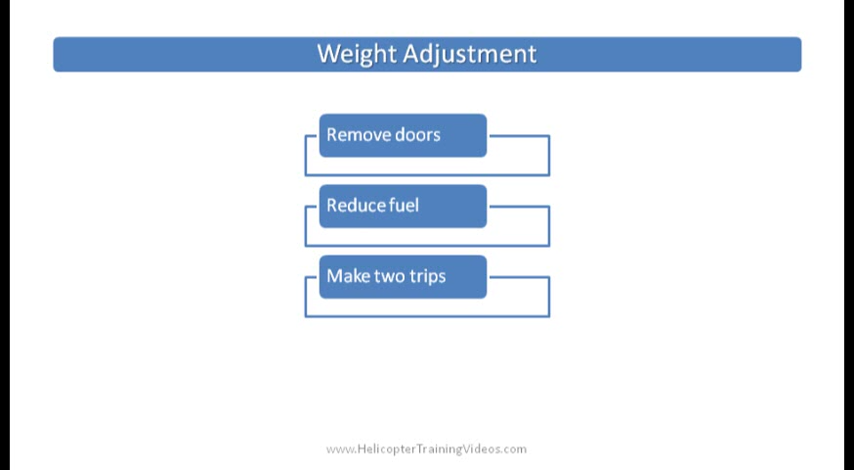 Weight Adjustment
Remove doors
Reduce fuel
Make two trips
www.HelicopterTrainingVideos.com